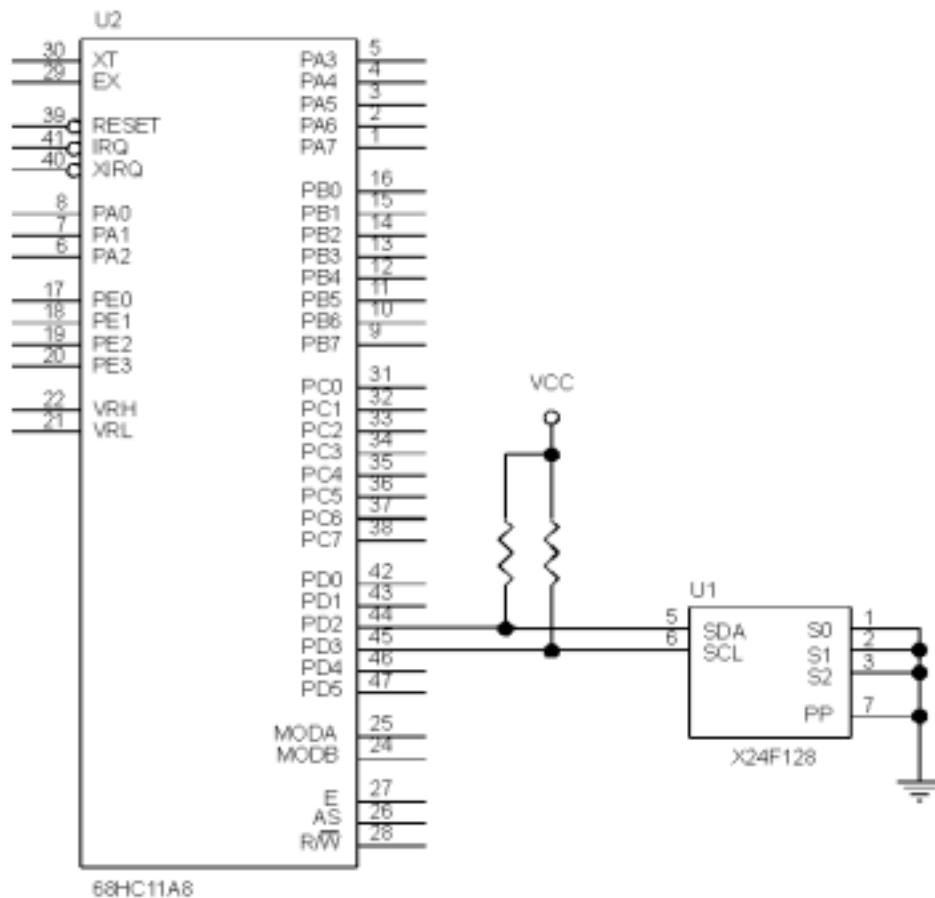 U2
30 XT PA3 5
29 EX PA4 4
PA5 3
39 RESET PA6 2
41 IRQ PA7 1
40 XIRQ
PB0 16
8 PA0 PB1 15
7 PA1 PB2 14
6 PA2 PB3 13
PB4 12
17 PE0 PB5 11
18 PE1 PB6 10
19 PE2 PB7 9
20 PE3
PC0 31
22 VRH PC1 32
21 VRL PC2 33
PC3 34
PC4 35
PC5 36
PC6 37
PC7 38
PD0 42
PD1 43
PD2 44
PD3 45
PD4 46
PD5 47
MODA 25
MODB 24
E 27
AS 26
R/W 28
68HC11A8
VCC
U1
5 SDA S0 1
6 SCL S1 2
S2 3
PP 7
X24F128